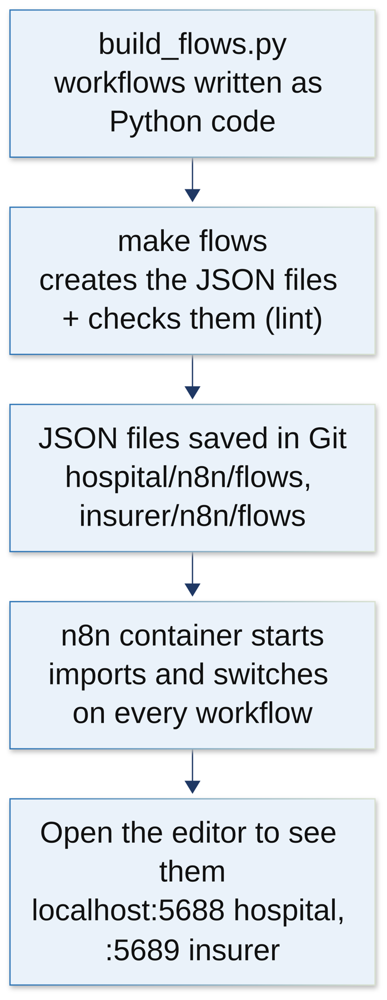 build_flows.py
workflows written as
Python code
make flows
creates the JSON files
+ checks them (lint)
JSON files saved in Git
hospital/n8n/flows,
insurer/n8n/flows
n8n container starts
imports and switches
on every workflow
Open the editor to see
them
localhost:5688 hospital,
:5689 insurer